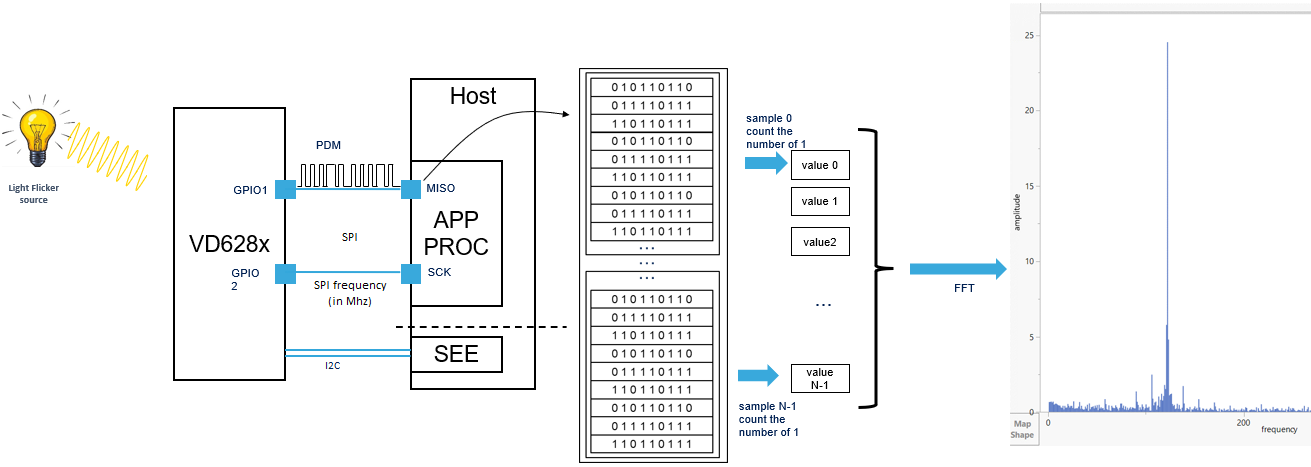 Light Flicker
source
VD628x
GPIO1
GPIO
2
PDM
SPI
SPI frequency
(in Mhz)
I2C
Host
MISO
APP
PROC
SCK
SEE
0 1 0 1 1 0 1 1 0
0 1 1 1 1 0 1 1 1
1 1 0 1 1 0 1 1 1
0 1 0 1 1 0 1 1 0
0 1 1 1 1 0 1 1 1
1 1 0 1 1 0 1 1 1
0 1 0 1 1 0 1 1 0
0 1 1 1 1 0 1 1 1
1 1 0 1 1 0 1 1 1
...
...
...
0 1 0 1 1 0 1 1 0
0 1 1 1 1 0 1 1 1
1 1 0 1 1 0 1 1 1
0 1 0 1 1 0 1 1 0
0 1 1 1 1 0 1 1 1
1 1 0 1 1 0 1 1 1
0 1 0 1 1 0 1 1 0
0 1 1 1 1 0 1 1 1
1 1 0 1 1 0 1 1 1
sample 0
count the
number of 1
value 0
value 1
value2
...
value
N-1
sample N-1
count the
number of 1
FFT
amplitude
25
20
15
10
5
0
0
200
frequency
Map
Shape